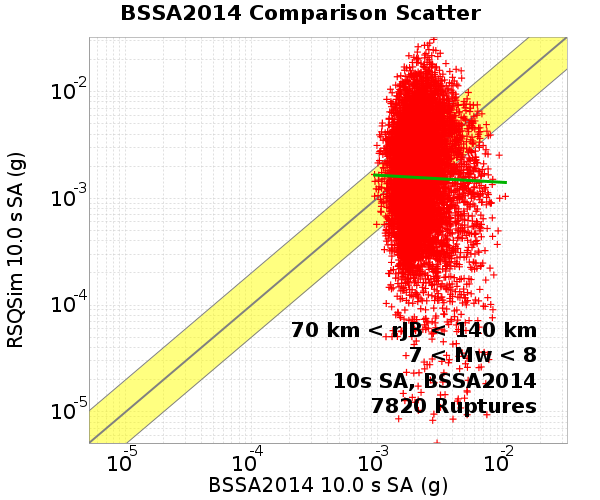 BSSA2014 Comparison Scatter
RSQSim 10.0 s SA (g)
10⁻²
10⁻³
10⁻⁴
10⁻⁵
70 km < rJB < 140 km
7 < Mw < 8
10s SA, BSSA2014
7820 Ruptures
10⁻⁵ 10⁻⁴ 10⁻³ 10⁻²
BSSA2014 10.0 s SA (g)